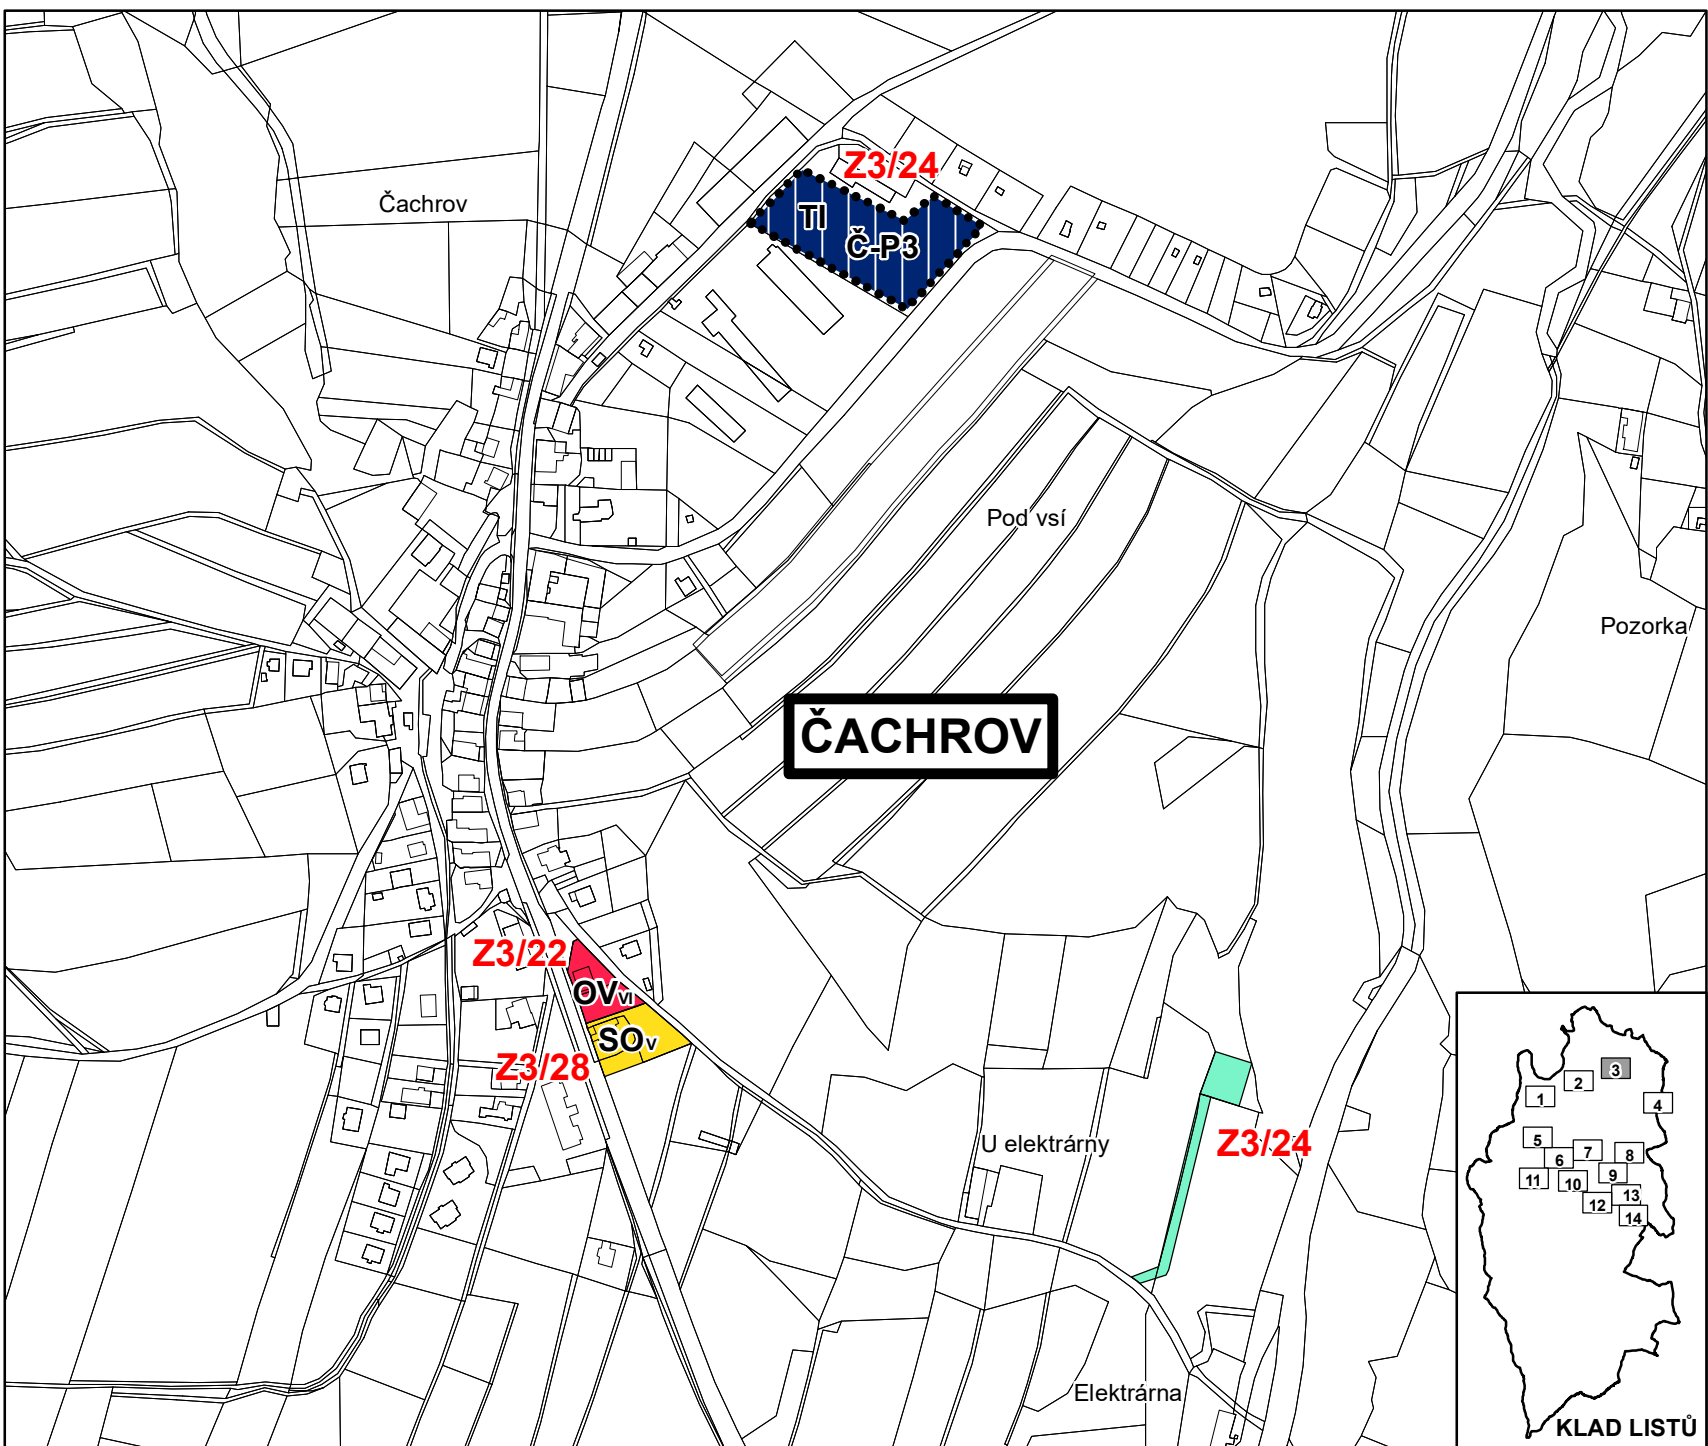 Z3/24
Čachrov
TI
Č-P3
Pod vsí
Pozorka
ČACHROV
Z3/22
OVVI
SOV
Z3/28
U elektrárny
Z3/24
Elektrárna
3
2
1
4
5
7
8
6
9
11
10
13
12
14
KLAD LISTŮ